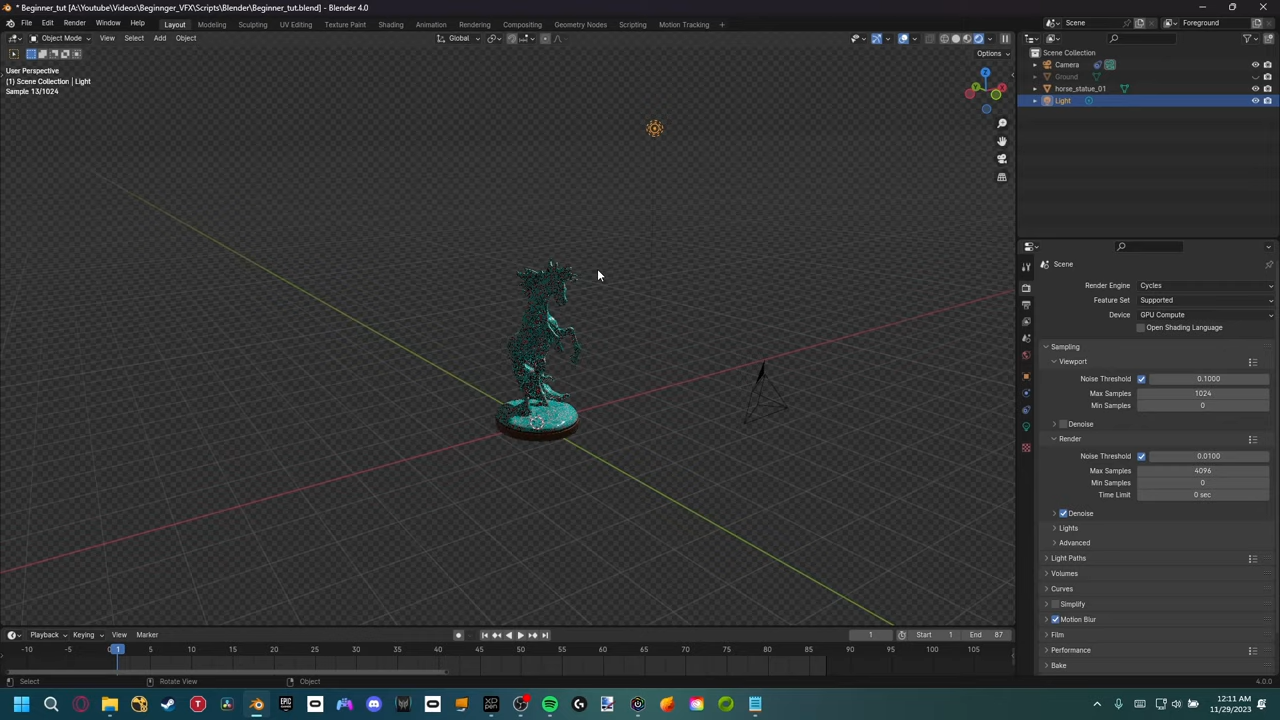 * Beginner_tut [A:\Youtube\Videos\Beginnger_VFX\Scripts\Blender\Beginner_tut.blend] - Blender 4.0
File Edit Render Window Help Layout Modeling Sculpting UV Editing Texture Paint Shading Animation Rendering Compositing Geometry Nodes Scripting Motion Tracking Scene Foreground
Object Mode View Select Add Object Global
Options
User Perspective
(1) Scene Collection | Light
Sample 13/1024
Z
X
Y
Scene Collection
Camera
Ground
horse_statue_01
Light
Scene
Render Engine Cycles
Feature Set Supported
Device GPU Compute
Open Shading Language
Sampling
Viewport
Noise Threshold 0.1000
Max Samples 1024
Min Samples 0
Denoise
Render
Noise Threshold 0.0100
Max Samples 4096
Min Samples 0
Time Limit 0 sec
Denoise
Lights
Advanced
Light Paths
Volumes
Curves
Simplify
Motion Blur
Film
Performance
Bake
Playback Keying View Marker 1 Start 1 End 87
-10 -5 0 1 5 10 15 20 25 30 35 40 45 50 55 60 65 70 75 80 85 90 95 100 105
Select Rotate View Object 4.0.0
12:11 AM
11/29/2023